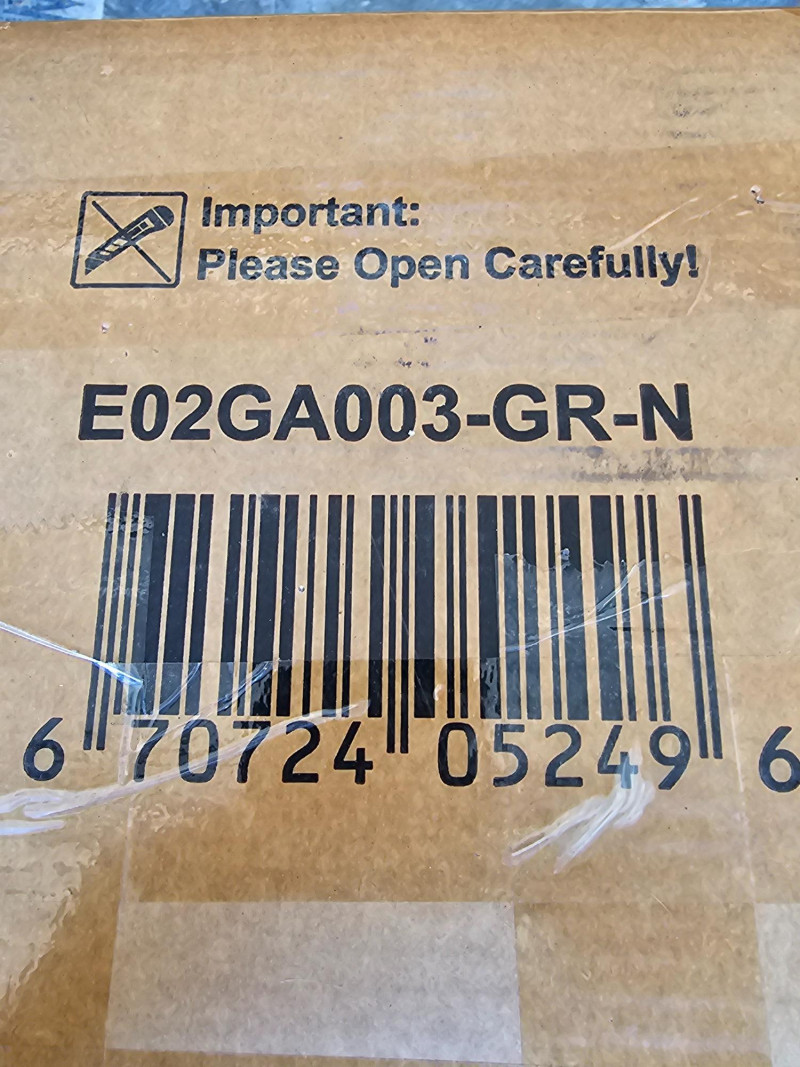 Important:
Please Open Carefully!
E02GA003-GR-N
6 70724 05249 6